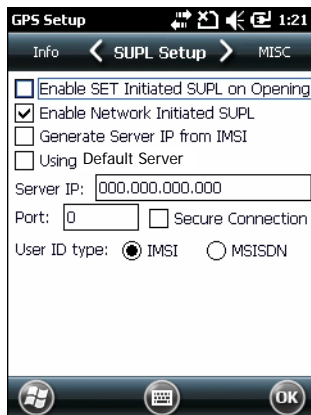 GPS Setup 1:21
Info SUPL Setup MISC
Enable SET Initiated SUPL on Opening
Enable Network Initiated SUPL
Generate Server IP from IMSI
Using Default Server
Server IP: 000.000.000.000
Port: 0 Secure Connection
User ID type: IMSI MSISDN
OK